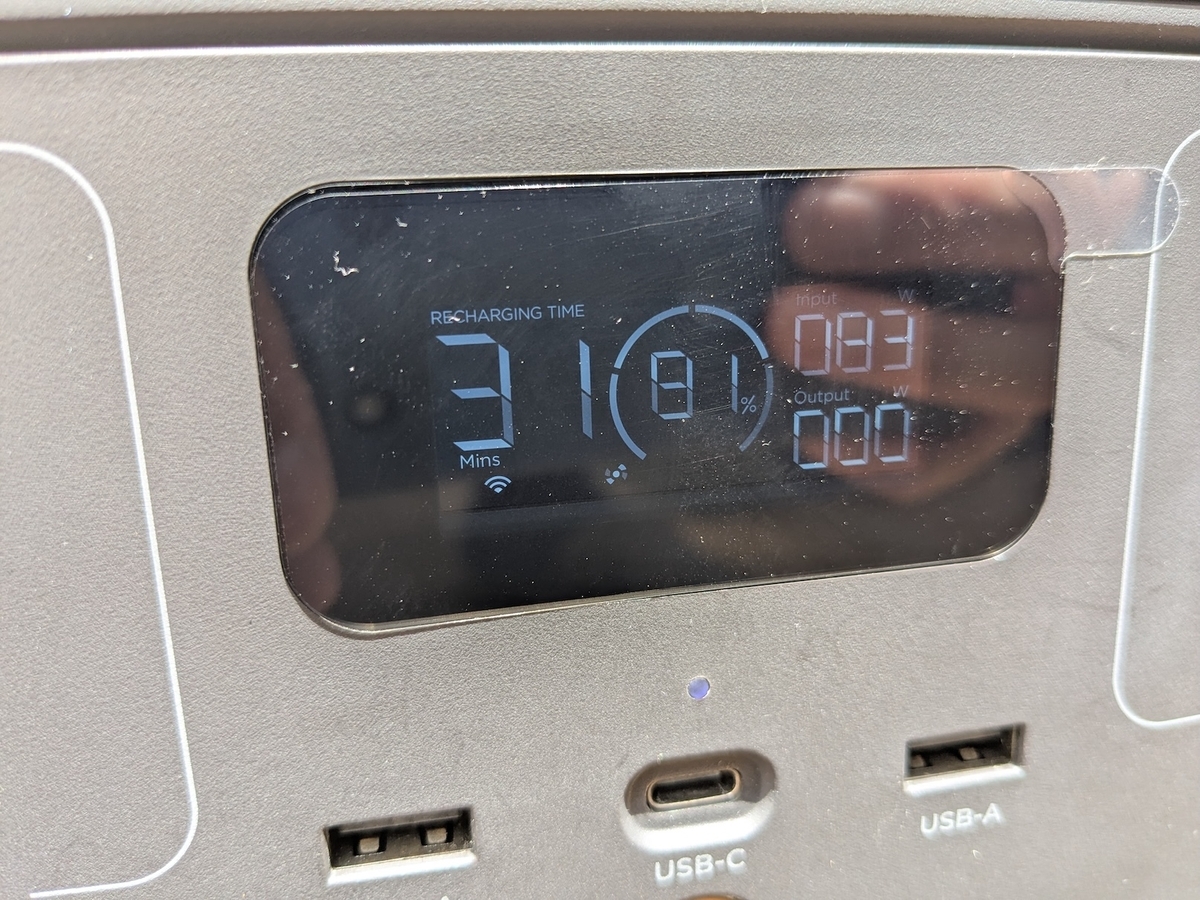 RECHARGING TIME
31
Mins
81%
Input W
083
Output W
000
USB-C
USB-A